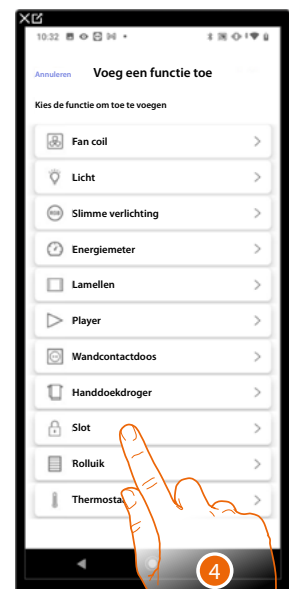 10:32
Annuleren Voeg een functie toe
Kies de functie om toe te voegen
Fan coil
Licht
RGB Slimme verlichting
Energiemeter
Lamellen
Player
Wandcontactdoos
Handdoekdroger
Slot
Rolluik
Thermosta
4